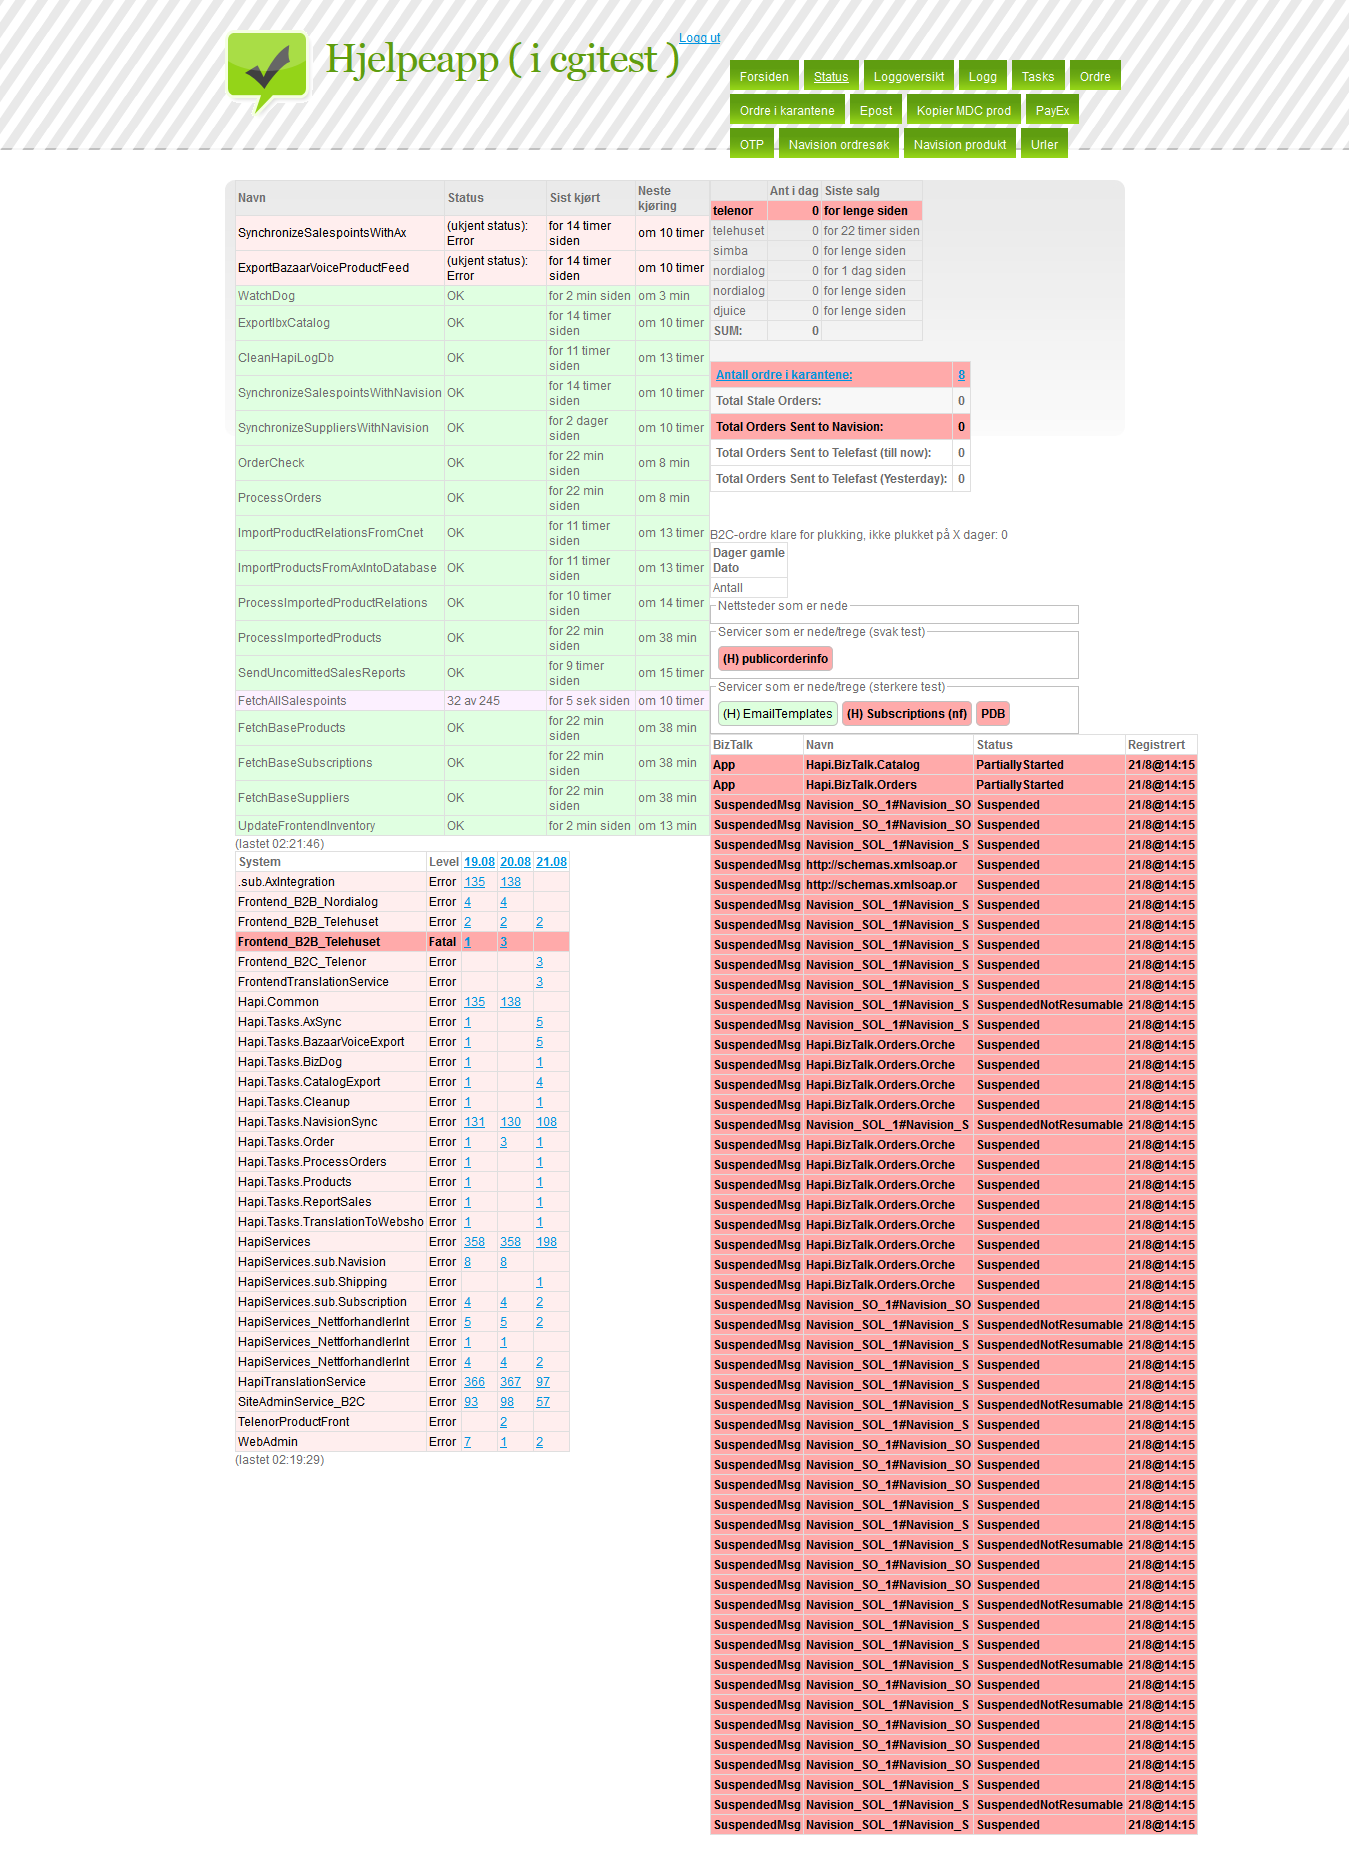 Hjelpeapp ( i cgitest )
Logg ut
Forsiden Status Loggoversikt Logg Tasks Ordre
Ordre i karantene Epost Kopier MDC prod PayEx
OTP Navision ordresøk Navision produkt Urler
Navn Status Sist kjørt Neste kjøring
SynchronizeSalespointsWithAx (ukjent status): Error for 14 timer siden om 10 timer
ExportBazaarVoiceProductFeed (ukjent status): Error for 14 timer siden om 10 timer
WatchDog OK for 2 min siden om 3 min
ExportIbxCatalog OK for 14 timer siden om 10 timer
CleanHapiLogDb OK for 11 timer siden om 13 timer
SynchronizeSalespointsWithNavision OK for 14 timer siden om 10 timer
SynchronizeSuppliersWithNavision OK for 2 dager siden om 10 timer
OrderCheck OK for 22 min siden om 8 min
ProcessOrders OK for 22 min siden om 8 min
ImportProductRelationsFromCnet OK for 11 timer siden om 13 timer
ImportProductsFromAxIntoDatabase OK for 11 timer siden om 13 timer
ProcessImportedProductRelations OK for 10 timer siden om 14 timer
ProcessImportedProducts OK for 22 min siden om 38 min
SendUncomittedSalesReports OK for 9 timer siden om 15 timer
FetchAllSalespoints 32 av 245 for 5 sek siden om 10 timer
FetchBaseProducts OK for 22 min siden om 38 min
FetchBaseSubscriptions OK for 22 min siden om 38 min
FetchBaseSuppliers OK for 22 min siden om 38 min
UpdateFrontendInventory OK for 2 min siden om 13 min
(lastet 02:21:46)
System Level 19.08 20.08 21.08
.sub.AxIntegration Error 135 138
Frontend_B2B_Nordialog Error 4 4
Frontend_B2B_Telehuset Error 2 2 2
Frontend_B2B_Telehuset Fatal 1 3
Frontend_B2C_Telenor Error 3
FrontendTranslationService Error 3
Hapi.Common Error 135 138
Hapi.Tasks.AxSync Error 1 5
Hapi.Tasks.BazaarVoiceExport Error 1 5
Hapi.Tasks.BizDog Error 1 1
Hapi.Tasks.CatalogExport Error 1 4
Hapi.Tasks.Cleanup Error 1 1
Hapi.Tasks.NavisionSync Error 131 130 108
Hapi.Tasks.Order Error 1 3 1
Hapi.Tasks.ProcessOrders Error 1 1
Hapi.Tasks.Products Error 1 1
Hapi.Tasks.ReportSales Error 1 1
Hapi.Tasks.TranslationToWebsho Error 1 1
HapiServices Error 358 358 198
HapiServices.sub.Navision Error 8 8
HapiServices.sub.Shipping Error 1
HapiServices.sub.Subscription Error 4 4 2
HapiServices_NettforhandlerInt Error 5 5 2
HapiServices_NettforhandlerInt Error 1 1
HapiServices_NettforhandlerInt Error 4 4 2
HapiTranslationService Error 366 367 97
SiteAdminService_B2C Error 93 98 57
TelenorProductFront Error 2
WebAdmin Error 7 1 2
(lastet 02:19:29)
Ant i dag Siste salg
telenor 0 for lenge siden
telehuset 0 for 22 timer siden
simba 0 for lenge siden
nordialog 0 for 1 dag siden
nordialog 0 for lenge siden
djuice 0 for lenge siden
SUM: 0
Antall ordre i karantene: 8
Total Stale Orders: 0
Total Orders Sent to Navision: 0
Total Orders Sent to Telefast (till now): 0
Total Orders Sent to Telefast (Yesterday): 0
B2C-ordre klare for plukking, ikke plukket på X dager: 0
Dager gamle
Dato
Antall
Nettsteder som er nede
Servicer som er nede/trege (svak test)
(H) publicorderinfo
Servicer som er nede/trege (sterkere test)
(H) EmailTemplates (H) Subscriptions (nf) PDB
BizTalk Navn Status Registrert
App Hapi.BizTalk.Catalog PartiallyStarted 21/8@14:15
App Hapi.BizTalk.Orders PartiallyStarted 21/8@14:15
SuspendedMsg Navision_SO_1#Navision_SO Suspended 21/8@14:15
SuspendedMsg Navision_SO_1#Navision_SO Suspended 21/8@14:15
SuspendedMsg Navision_SOL_1#Navision_S Suspended 21/8@14:15
SuspendedMsg http://schemas.xmlsoap.or Suspended 21/8@14:15
SuspendedMsg http://schemas.xmlsoap.or Suspended 21/8@14:15
SuspendedMsg Navision_SOL_1#Navision_S Suspended 21/8@14:15
SuspendedMsg Navision_SOL_1#Navision_S Suspended 21/8@14:15
SuspendedMsg Navision_SOL_1#Navision_S Suspended 21/8@14:15
SuspendedMsg Navision_SOL_1#Navision_S Suspended 21/8@14:15
SuspendedMsg Navision_SOL_1#Navision_S Suspended 21/8@14:15
SuspendedMsg Navision_SOL_1#Navision_S SuspendedNotResumable 21/8@14:15
SuspendedMsg Navision_SOL_1#Navision_S Suspended 21/8@14:15
SuspendedMsg Hapi.BizTalk.Orders.Orche Suspended 21/8@14:15
SuspendedMsg Hapi.BizTalk.Orders.Orche Suspended 21/8@14:15
SuspendedMsg Hapi.BizTalk.Orders.Orche Suspended 21/8@14:15
SuspendedMsg Hapi.BizTalk.Orders.Orche Suspended 21/8@14:15
SuspendedMsg Navision_SOL_1#Navision_S SuspendedNotResumable 21/8@14:15
SuspendedMsg Hapi.BizTalk.Orders.Orche Suspended 21/8@14:15
SuspendedMsg Hapi.BizTalk.Orders.Orche Suspended 21/8@14:15
SuspendedMsg Hapi.BizTalk.Orders.Orche Suspended 21/8@14:15
SuspendedMsg Hapi.BizTalk.Orders.Orche Suspended 21/8@14:15
SuspendedMsg Hapi.BizTalk.Orders.Orche Suspended 21/8@14:15
SuspendedMsg Hapi.BizTalk.Orders.Orche Suspended 21/8@14:15
SuspendedMsg Hapi.BizTalk.Orders.Orche Suspended 21/8@14:15
SuspendedMsg Hapi.BizTalk.Orders.Orche Suspended 21/8@14:15
SuspendedMsg Navision_SO_1#Navision_SO Suspended 21/8@14:15
SuspendedMsg Navision_SOL_1#Navision_S SuspendedNotResumable 21/8@14:15
SuspendedMsg Navision_SOL_1#Navision_S SuspendedNotResumable 21/8@14:15
SuspendedMsg Navision_SOL_1#Navision_S Suspended 21/8@14:15
SuspendedMsg Navision_SOL_1#Navision_S Suspended 21/8@14:15
SuspendedMsg Navision_SOL_1#Navision_S SuspendedNotResumable 21/8@14:15
SuspendedMsg Navision_SOL_1#Navision_S Suspended 21/8@14:15
SuspendedMsg Navision_SO_1#Navision_SO Suspended 21/8@14:15
SuspendedMsg Navision_SO_1#Navision_SO Suspended 21/8@14:15
SuspendedMsg Navision_SO_1#Navision_SO Suspended 21/8@14:15
SuspendedMsg Navision_SOL_1#Navision_S Suspended 21/8@14:15
SuspendedMsg Navision_SOL_1#Navision_S Suspended 21/8@14:15
SuspendedMsg Navision_SOL_1#Navision_S SuspendedNotResumable 21/8@14:15
SuspendedMsg Navision_SO_1#Navision_SO Suspended 21/8@14:15
SuspendedMsg Navision_SO_1#Navision_SO Suspended 21/8@14:15
SuspendedMsg Navision_SOL_1#Navision_S SuspendedNotResumable 21/8@14:15
SuspendedMsg Navision_SOL_1#Navision_S Suspended 21/8@14:15
SuspendedMsg Navision_SOL_1#Navision_S Suspended 21/8@14:15
SuspendedMsg Navision_SOL_1#Navision_S SuspendedNotResumable 21/8@14:15
SuspendedMsg Navision_SO_1#Navision_SO Suspended 21/8@14:15
SuspendedMsg Navision_SOL_1#Navision_S SuspendedNotResumable 21/8@14:15
SuspendedMsg Navision_SO_1#Navision_SO Suspended 21/8@14:15
SuspendedMsg Navision_SO_1#Navision_SO Suspended 21/8@14:15
SuspendedMsg Navision_SO_1#Navision_SO Suspended 21/8@14:15
SuspendedMsg Navision_SOL_1#Navision_S Suspended 21/8@14:15
SuspendedMsg Navision_SOL_1#Navision_S SuspendedNotResumable 21/8@14:15
SuspendedMsg Navision_SOL_1#Navision_S Suspended 21/8@14:15